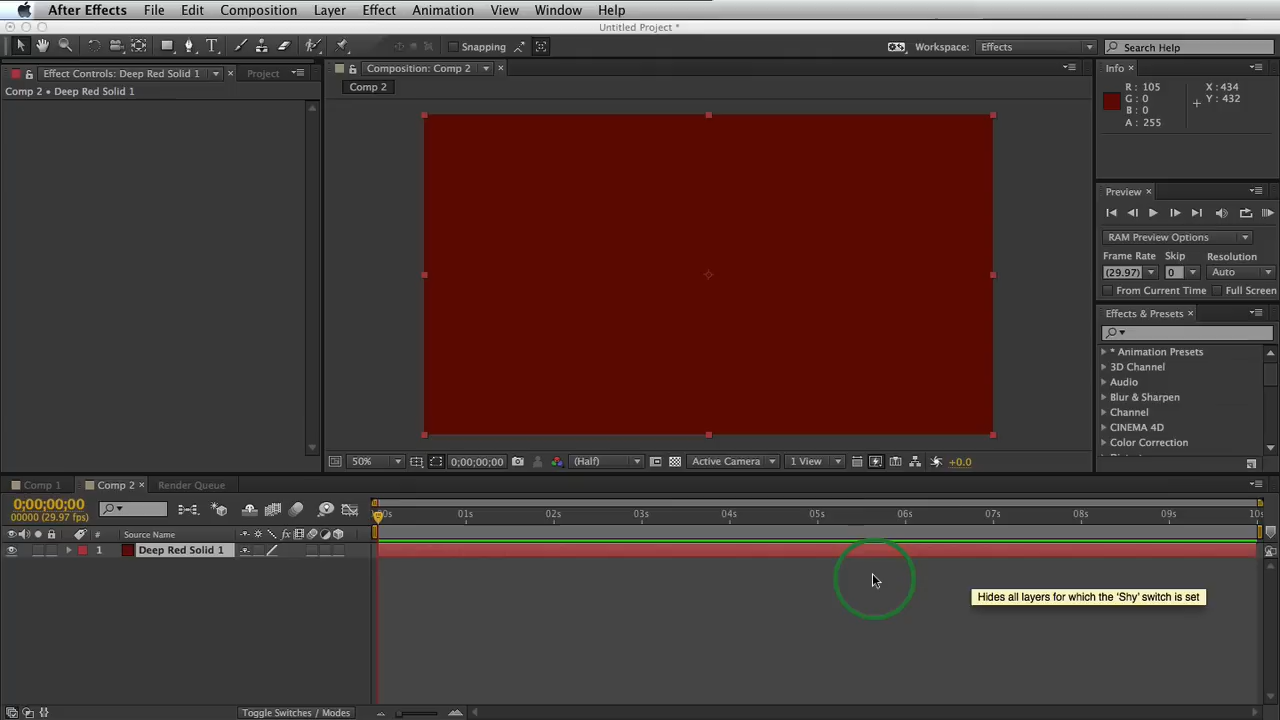 After Effects File Edit Composition Layer Effect Animation View Window Help
Untitled Project *
Snapping
Workspace: Effects
Search Help
Effect Controls: Deep Red Solid 1
Project
Comp 2 • Deep Red Solid 1
Composition: Comp 2
Comp 2
Info
R : 105
G : 0
B : 0
A : 255
X : 434
Y : 432
Preview
RAM Preview Options
Frame Rate Skip Resolution
(29.97) 0 Auto
From Current Time Full Screen
Effects & Presets
* Animation Presets
3D Channel
Audio
Blur & Sharpen
Channel
CINEMA 4D
Color Correction
50% 0;00;00;00 (Half) Active Camera 1 View +0.0
Comp 1 Comp 2 Render Queue
0;00;00;00
00000 (29.97 fps)
00s 01s 02s 03s 04s 05s 06s 07s 08s 09s 10s
# Source Name
1 Deep Red Solid 1
Hides all layers for which the 'Shy' switch is set
Toggle Switches / Modes